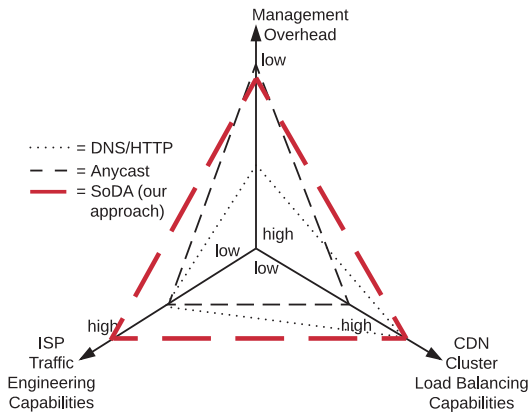 Management
Overhead
low
= DNS/HTTP
= Anycast
= SoDA (our
approach)
high
low
low
high
high
ISP
Traffic
Engineering
Capabilities
CDN
Cluster
Load Balancing
Capabilities